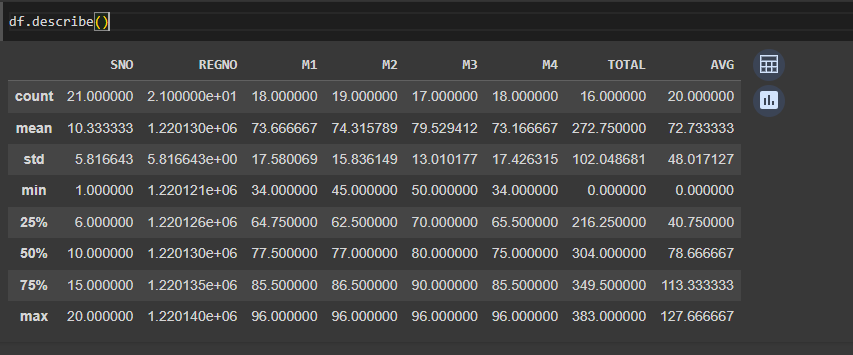 df.describe()
SNO REGNO M1 M2 M3 M4 TOTAL AVG
count 21.000000 2.100000e+01 18.000000 19.000000 17.000000 18.000000 16.000000 20.000000
mean 10.333333 1.220130e+06 73.666667 74.315789 79.529412 73.166667 272.750000 72.733333
std 5.816643 5.816643e+00 17.580079 15.836149 13.010177 17.426315 102.048681 48.017127
min 1.000000 1.220121e+06 34.000000 45.000000 50.000000 34.000000 0.000000 0.000000
25% 6.000000 1.220126e+06 64.750000 62.500000 70.000000 65.500000 216.250000 40.750000
50% 10.000000 1.220130e+06 77.500000 77.000000 80.000000 75.000000 304.000000 78.666667
75% 15.000000 1.220135e+06 85.500000 86.500000 90.000000 85.500000 349.500000 113.333333
max 20.000000 1.220140e+06 96.000000 96.000000 96.000000 96.000000 383.000000 127.666667